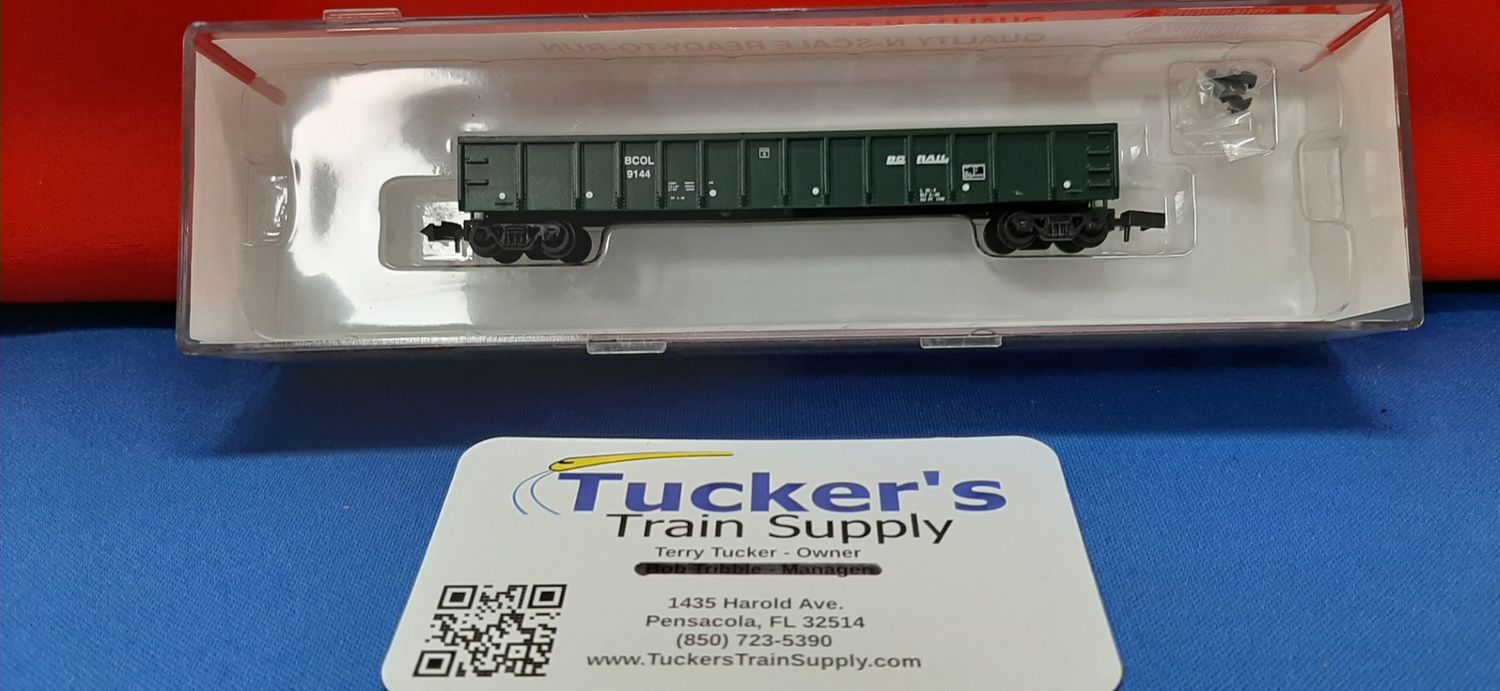 QUALITY N-SCALE READY-TO-RUN
BCOL
9144
BC RAIL
Tucker's
Train Supply
Terry Tucker - Owner
Bob Tribble - Manager
1435 Harold Ave.
Pensacola, FL 32514
(850) 723-5390
www.TuckersTrainSupply.com